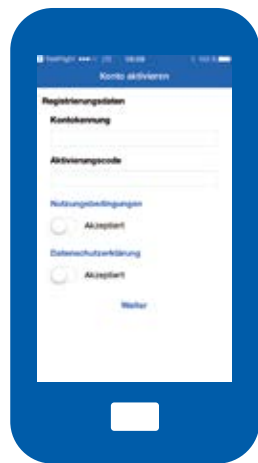 Konto aktivieren
Registrierungsdaten
Kontokennung
Aktivierungscode
Nutzungsbedingungen
Akzeptiert
Datenschutzerklärung
Akzeptiert
Weiter